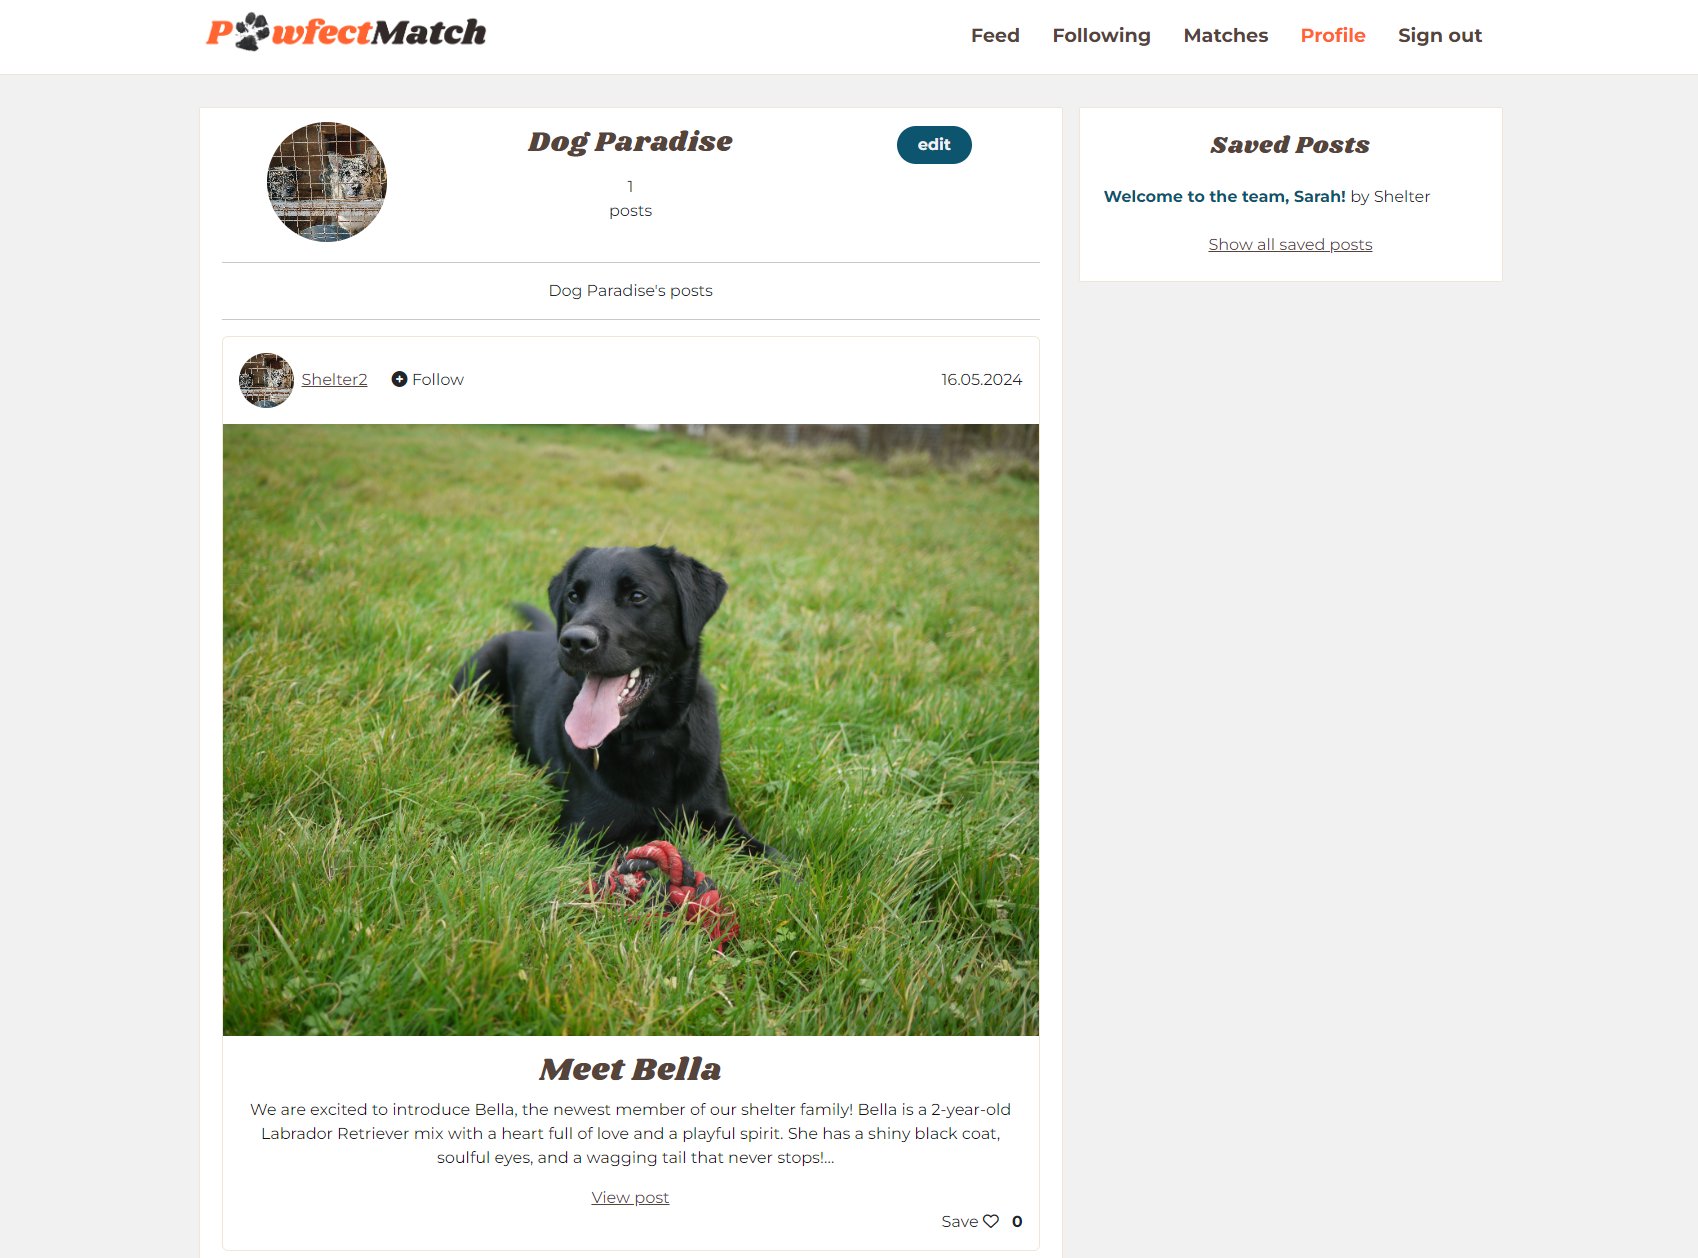 PawfectMatch
Feed Following Matches Profile Sign out
Dog Paradise
edit
1
posts
Dog Paradise's posts
Shelter2 Follow 16.05.2024
Meet Bella
We are excited to introduce Bella, the newest member of our shelter family! Bella is a 2-year-old
Labrador Retriever mix with a heart full of love and a playful spirit. She has a shiny black coat,
soulful eyes, and a wagging tail that never stops!...
View post
Save 0
Saved Posts
Welcome to the team, Sarah! by Shelter
Show all saved posts